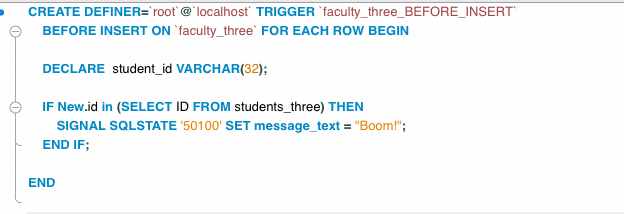 CREATE DEFINER=`root`@`localhost` TRIGGER `faculty_three_BEFORE_INSERT`
BEFORE INSERT ON `faculty_three` FOR EACH ROW BEGIN
DECLARE  student_id VARCHAR(32);
IF New.id in (SELECT ID FROM students_three) THEN
SIGNAL SQLSTATE '50100' SET message_text = "Boom!";
END IF;
END